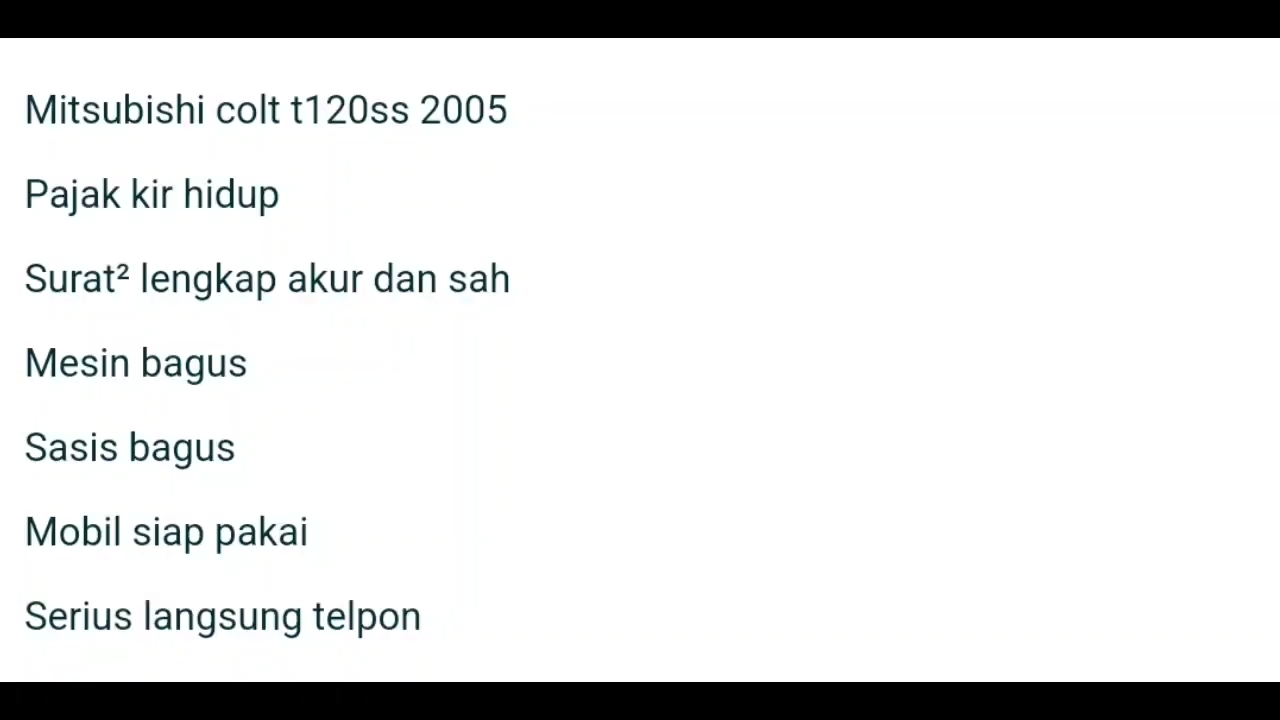 Mitsubishi colt t120ss 2005
Pajak kir hidup
Surat² lengkap akur dan sah
Mesin bagus
Sasis bagus
Mobil siap pakai
Serius langsung telpon